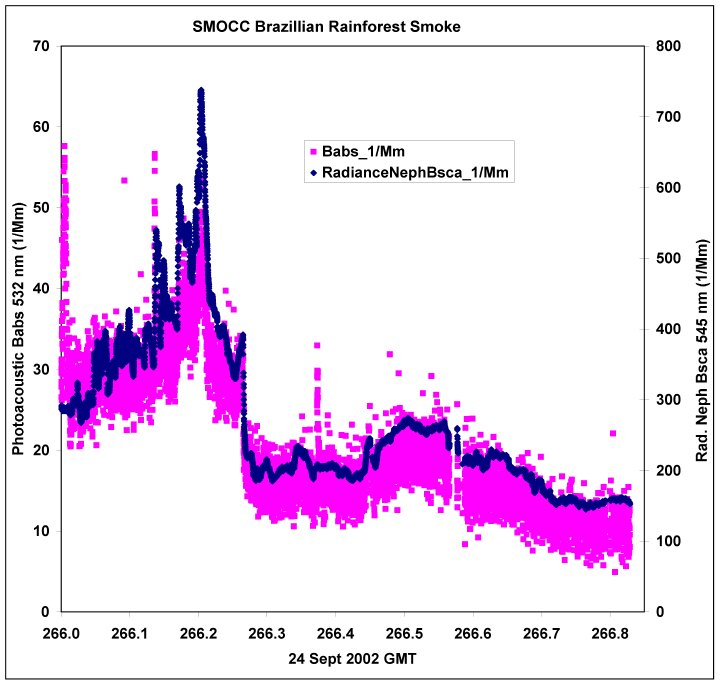 SMOCC Brazillian Rainforest Smoke
70
60
50
40
30
20
10
0
800
700
600
500
400
300
200
100
0
Photoacoustic Babs 532 nm (1/Mm)
Rad. Neph Bsca 545 nm (1/Mm)
Babs_1/Mm
RadianceNephBsca_1/Mm
266.0 266.1 266.2 266.3 266.4 266.5 266.6 266.7 266.8
24 Sept 2002 GMT